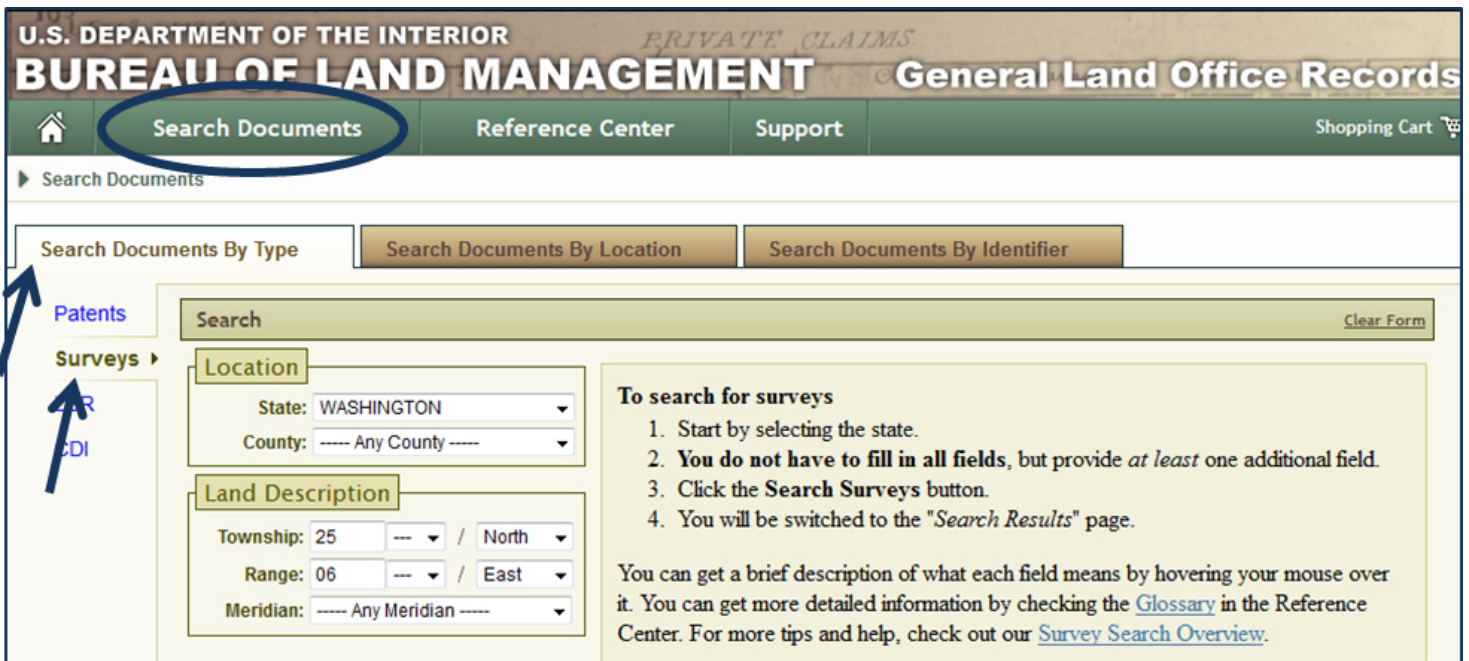 PRIVATE CLAIMS.
U.S. DEPARTMENT OF THE INTERIOR
BUREAU OF LAND MANAGEMENT General Land Office Records
Search Documents Reference Center Support Shopping Cart
Search Documents
Search Documents By Type Search Documents By Location Search Documents By Identifier
Patents
Surveys
CDI
Search Clear Form
Location
State: WASHINGTON
County: ----- Any County -----
Land Description
Township: 25 --- / North
Range: 06 --- / East
Meridian: ----- Any Meridian -----
To search for surveys
1. Start by selecting the state.
2. You do not have to fill in all fields, but provide at least one additional field.
3. Click the Search Surveys button.
4. You will be switched to the "Search Results" page.
You can get a brief description of what each field means by hovering your mouse over
it. You can get more detailed information by checking the Glossary in the Reference
Center. For more tips and help, check out our Survey Search Overview.